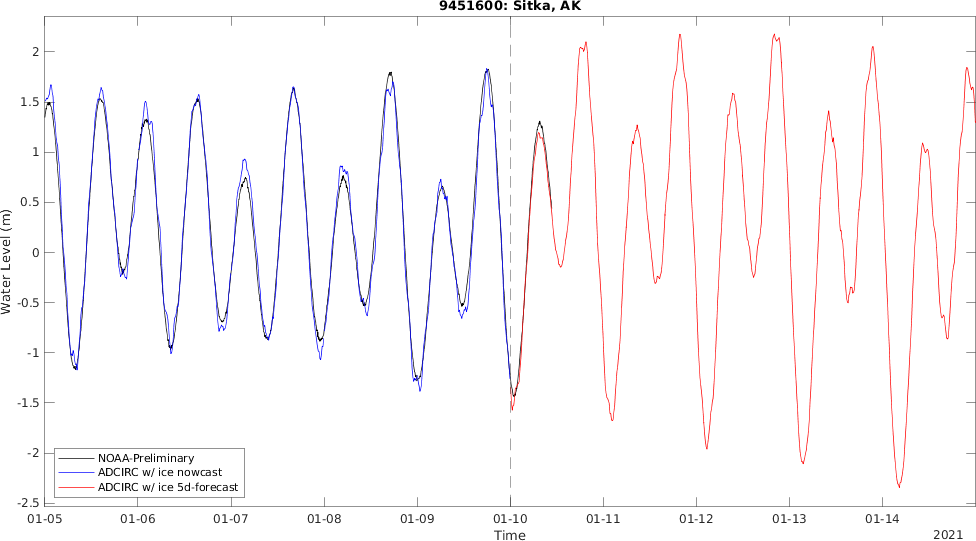 9451600: Sitka, AK
Water Level (m)
2
1.5
1
0.5
0
-0.5
-1
-1.5
-2
-2.5
NOAA-Preliminary
ADCIRC w/ ice nowcast
ADCIRC w/ ice 5d-forecast
01-05 01-06 01-07 01-08 01-09 01-10 01-11 01-12 01-13 01-14
Time
2021